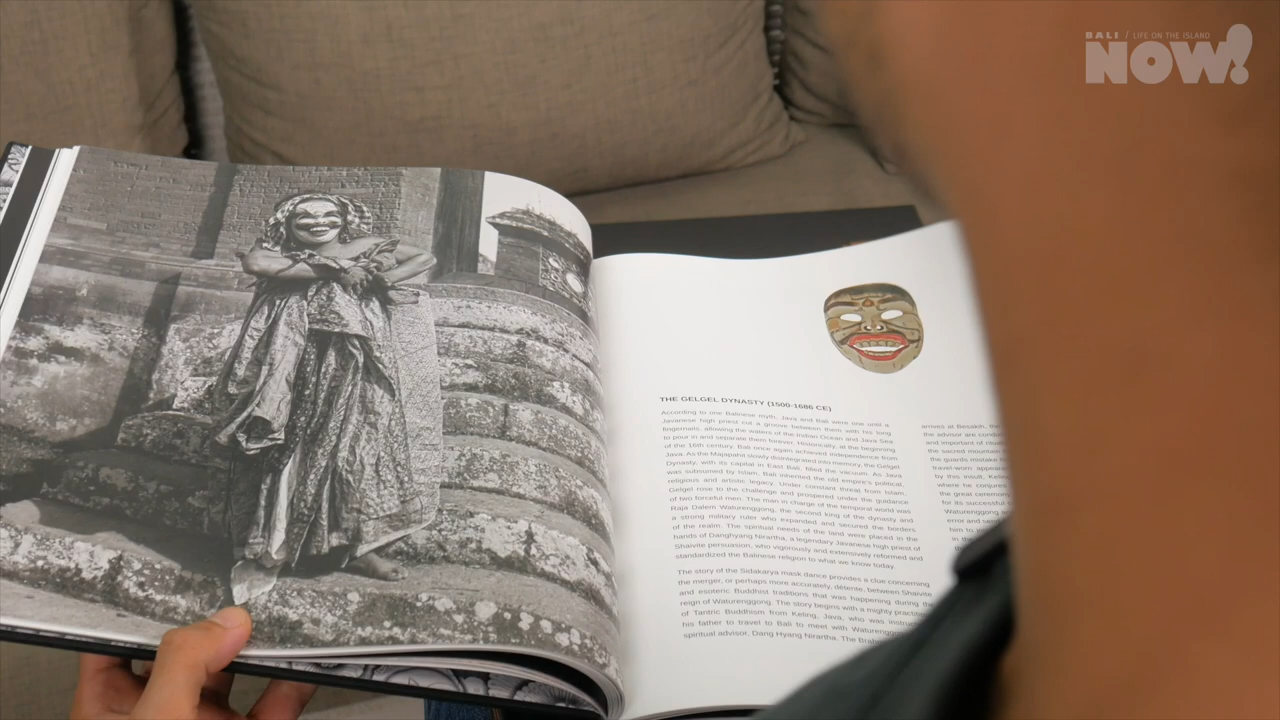 BALI / LIFE ON THE ISLAND
NOW!
THE GELGEL DYNASTY (1500-1686 CE)
According to one Balinese myth, Java and Bali were one until a
Javanese high priest cut a groove between them with his long
fingernails, allowing the waters of the Indian Ocean and Java Sea
to pour in and separate them forever. Historically, at the beginning
of the 16th century, Bali once again achieved independence from
Java. As the Majapahit slowly disintegrated into memory, the Gelgel
Dynasty, with its capital in East Bali, filled the vacuum. As Java
was subsumed by Islam, Bali inherited the old empire's political,
religious and artistic legacy. Under constant threat from Islam,
Gelgel rose to the challenge and prospered under the guidance
of two forceful men. The man in charge of the temporal world was
Raja Dalem Waturenggong, the second king of the dynasty and
a strong military ruler who expanded and secured the borders
of the realm. The spiritual needs of the land were placed in the
hands of Danghyang Nirartha, a legendary Javanese high priest of
Shaivite persuasion, who vigorously and extensively reformed and
standardized the Balinese religion to what we know today.
The story of the Sidakarya mask dance provides a clue concerning
the merger, or perhaps more accurately, détente, between Shaivite
and esoteric Buddhist traditions that was happening during the
reign of Waturenggong. The story begins with a mighty
of Tantric Buddhism from Keling, Java, who was
his father to travel to Bali to meet with
spiritual advisor, Dang Hyang Nirartha. The
arrives at Besakih, the
the advisor are
and important of
the sacred mountain
the guards mistake
travel-worn
by this insult,
where he conjures
the great ceremony
for its successful
Waturenggong
error and
him to
in the